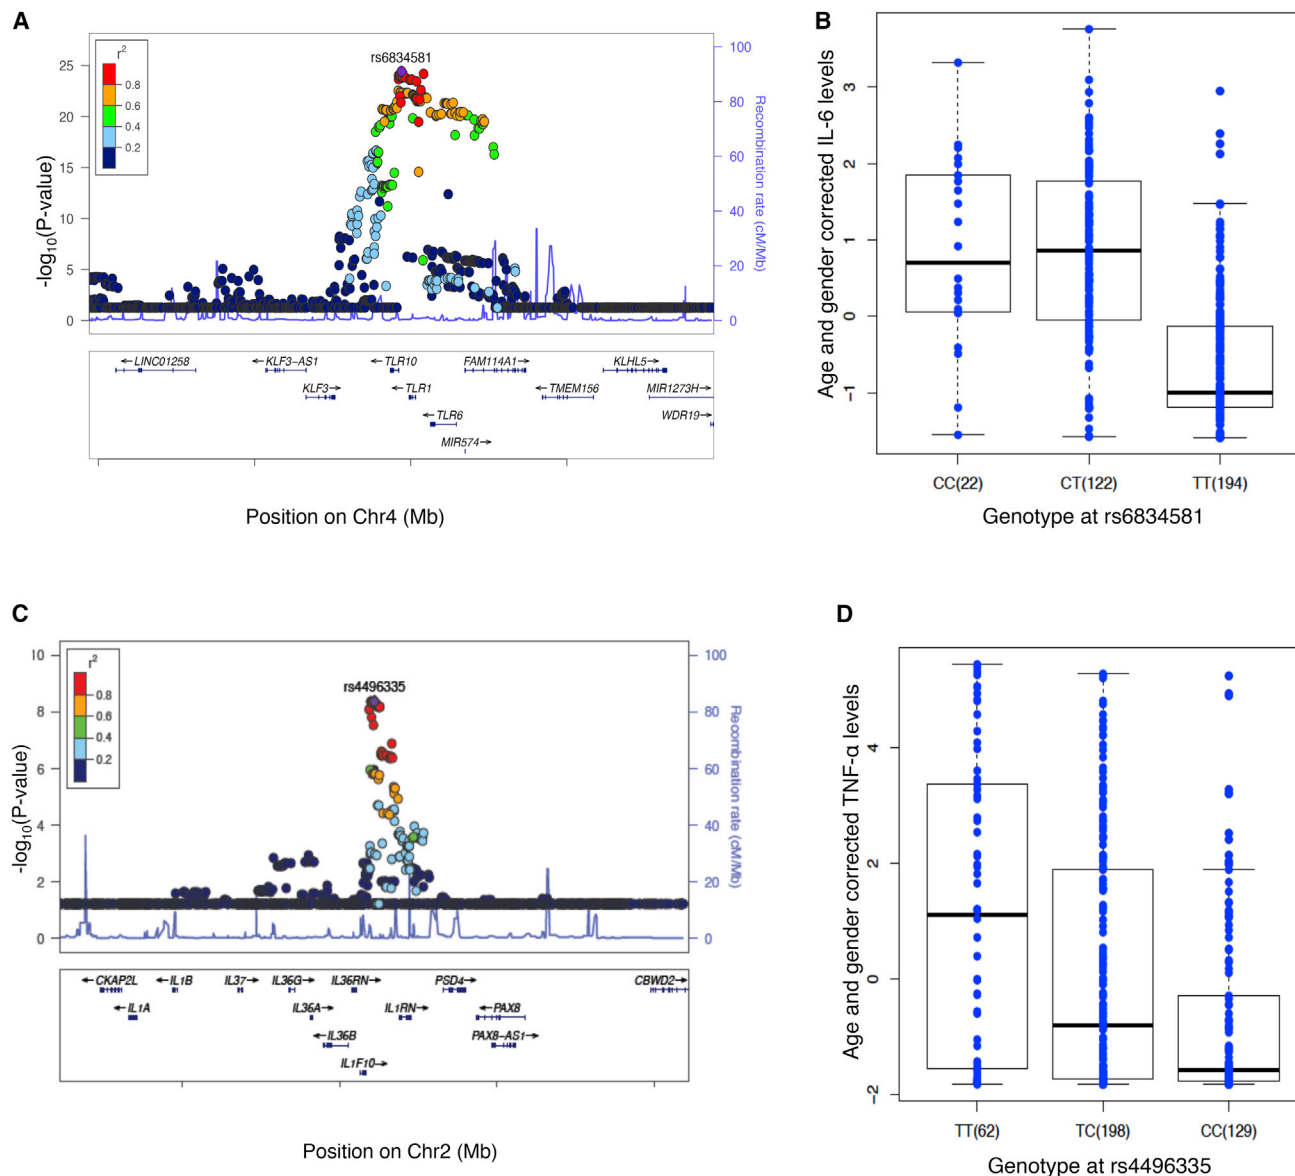 A
r2
0.8
0.6
0.4
0.2
rs6834581
25
20
15
10
5
0
-log10(P-value)
100
80
60
40
20
0
Recombination rate (cM/Mb)
←LINC01258
←KLF3-AS1
←TLR10
FAM114A1→
KLHL5→
KLF3→
←TLR1
←TMEM156
MIR1273H→
←TLR6
WDR19→
MIR574→
Position on Chr4 (Mb)
B
Age and gender corrected IL-6 levels
3
2
1
0
−1
CC(22)
CT(122)
TT(194)
Genotype at rs6834581
C
r2
0.8
0.6
0.4
0.2
rs4496335
10
8
6
4
2
0
-log10(P-value)
100
80
60
40
20
0
Recombination rate (cM/Mb)
←CKAP2L
←IL1B
IL37→
IL36G→
IL36RN→
PSD4→
CBWD2→
←IL1A
IL36A→
IL1RN→
←PAX8
←IL36B
PAX8-AS1→
IL1F10→
Position on Chr2 (Mb)
D
Age and gender corrected TNF-α levels
4
2
0
−2
TT(62)
TC(198)
CC(129)
Genotype at rs4496335